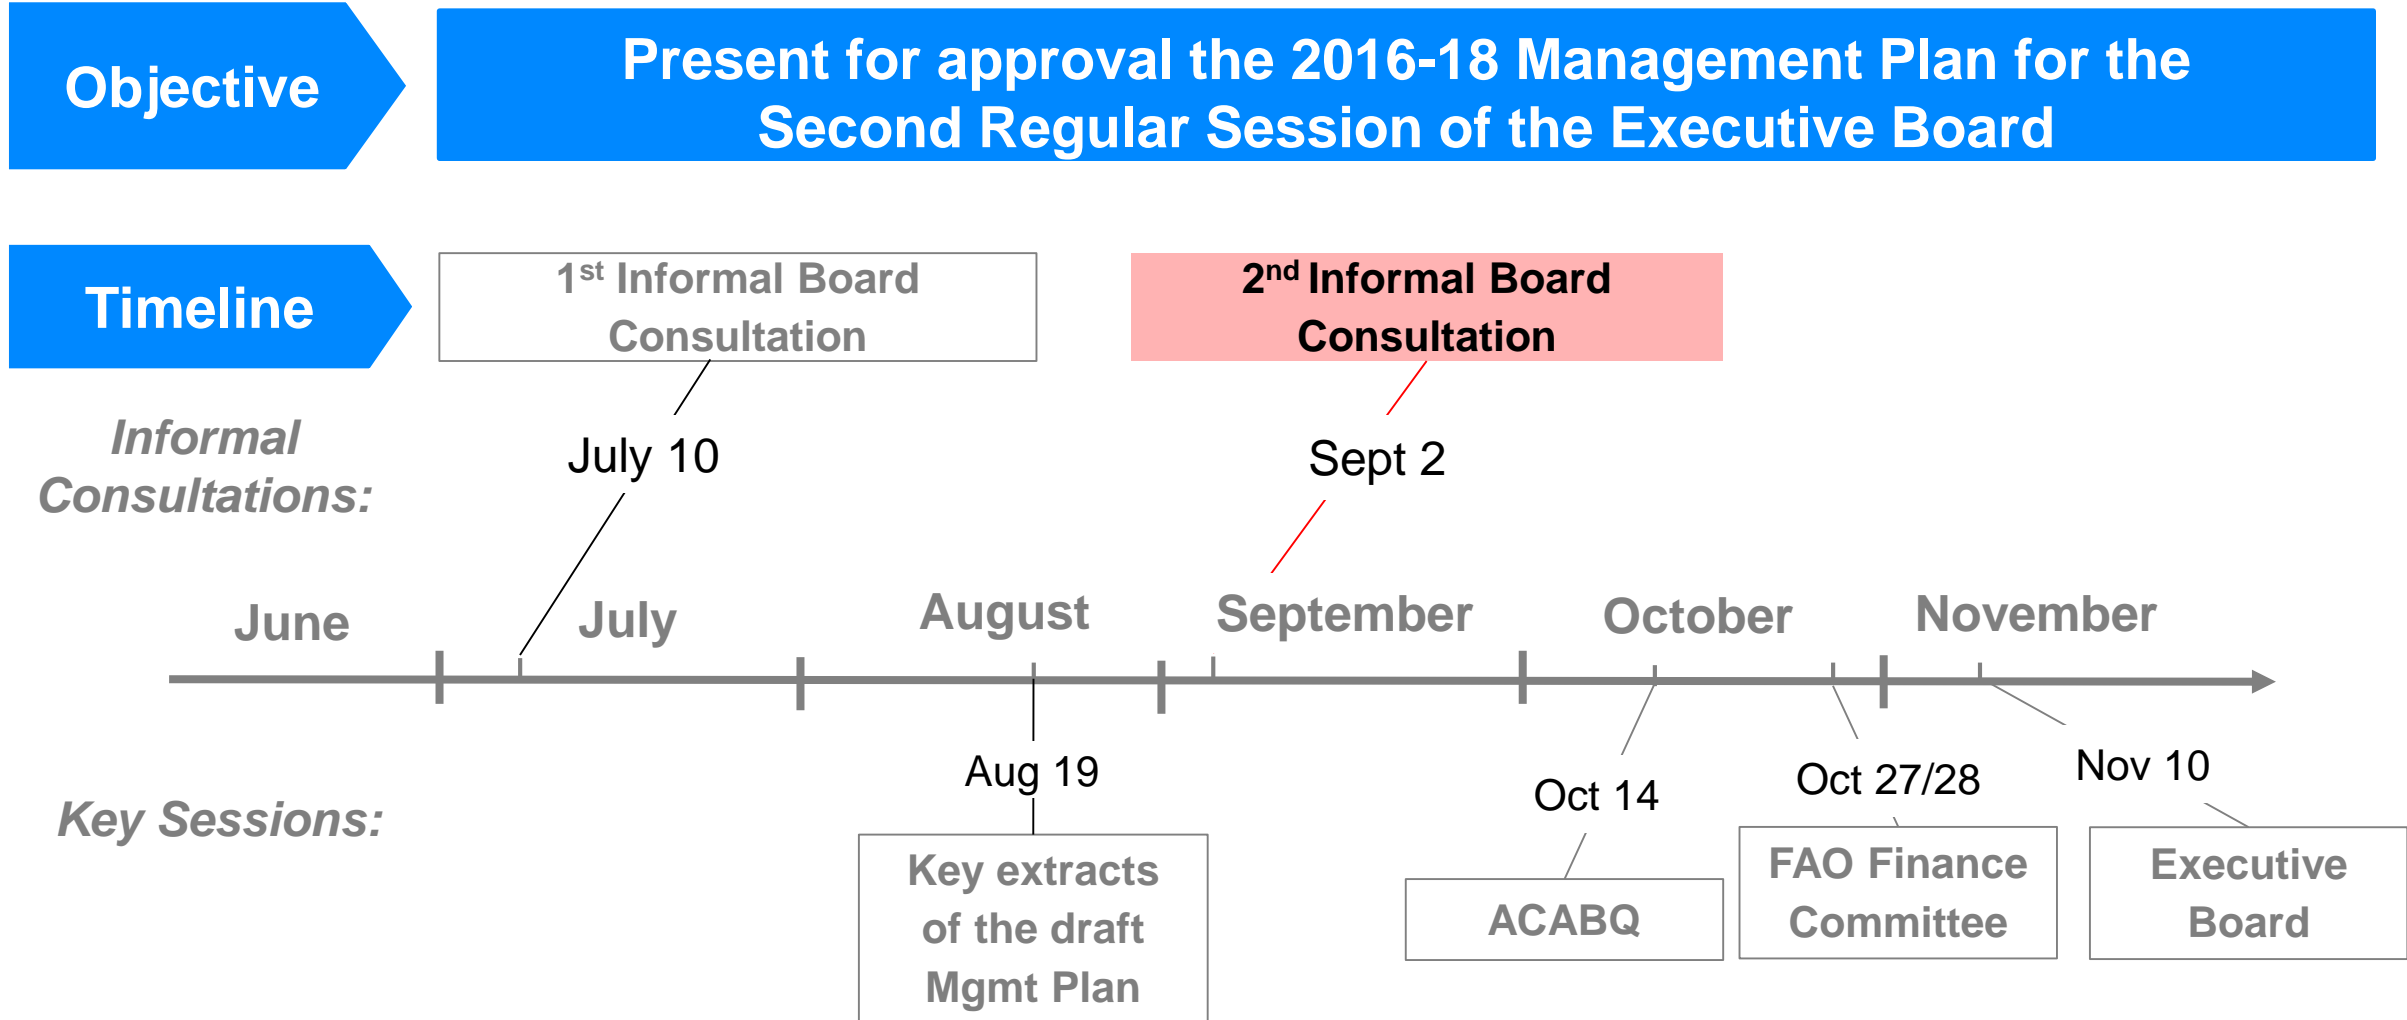 Objective
Present for approval the 2016-18 Management Plan for the
Second Regular Session of the Executive Board
Timeline
1st Informal Board
Consultation
2nd Informal Board
Consultation
Informal
Consultations:
July 10
Sept 2
June
July
August
September
October
November
Key Sessions:
Aug 19
Oct 14
Oct 27/28
Nov 10
Key extracts
of the draft
Mgmt Plan
ACABQ
FAO Finance
Committee
Executive
Board